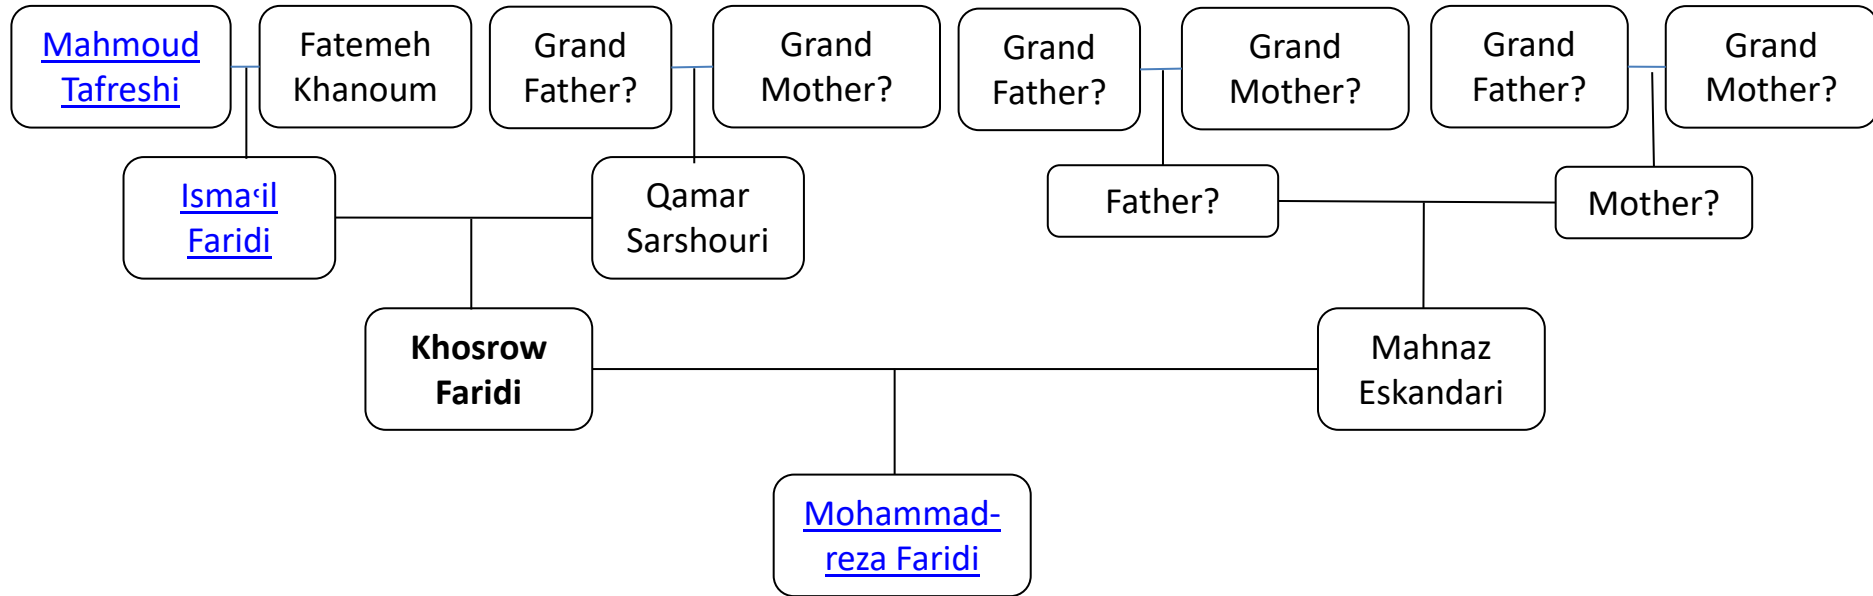 Mahmoud
Tafreshi
Fatemeh
Khanoum
Grand
Father?
Grand
Mother?
Grand
Father?
Grand
Mother?
Grand
Father?
Grand
Mother?
Ismaʿil
Faridi
Qamar
Sarshouri
Father?
Mother?
Khosrow
Faridi
Mahnaz
Eskandari
Mohammad-
reza Faridi